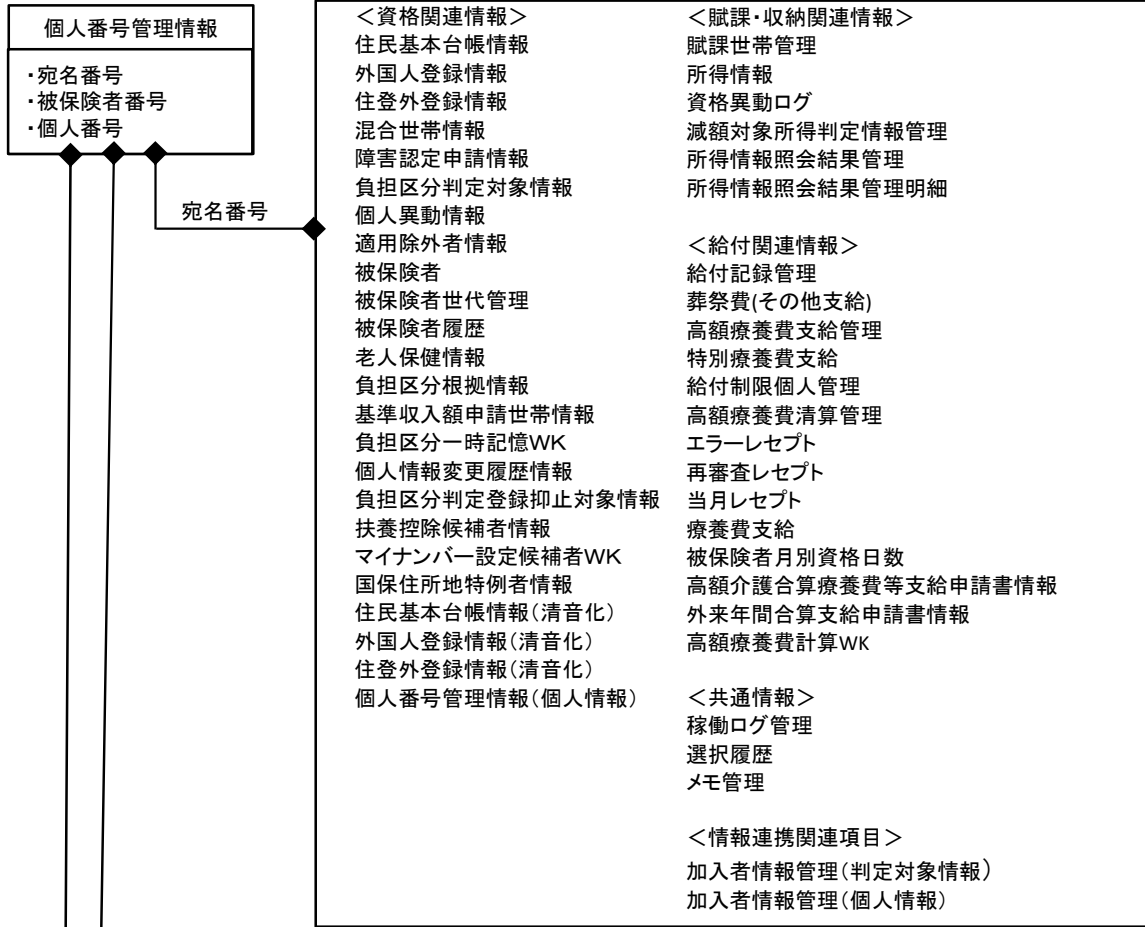 個人番号管理情報
・宛名番号
・被保険者番号
・個人番号
宛名番号
＜資格関連情報＞
住民基本台帳情報
外国人登録情報
住登外登録情報
混合世帯情報
障害認定申請情報
負担区分判定対象情報
個人異動情報
適用除外者情報
被保険者
被保険者世代管理
被保険者履歴
老人保健情報
負担区分根拠情報
基準収入額申請世帯情報
負担区分一時記憶ＷＫ
個人情報変更履歴情報
負担区分判定登録抑止対象情報
扶養控除候補者情報
マイナンバー設定候補者ＷＫ
国保住所地特例者情報
住民基本台帳情報（清音化）
外国人登録情報（清音化）
住登外登録情報（清音化）
個人番号管理情報（個人情報）
＜賦課・収納関連情報＞
賦課世帯管理
所得情報
資格異動ログ
減額対象所得判定情報管理
所得情報照会結果管理
所得情報照会結果管理明細
＜給付関連情報＞
給付記録管理
葬祭費(その他支給)
高額療養費支給管理
特別療養費支給
給付制限個人管理
高額療養費清算管理
エラーレセプト
再審査レセプト
当月レセプト
療養費支給
被保険者月別資格日数
高額介護合算療養費等支給申請書情報
外来年間合算支給申請書情報
高額療養費計算WK
＜共通情報＞
稼働ログ管理
選択履歴
メモ管理
＜情報連携関連項目＞
加入者情報管理（判定対象情報）
加入者情報管理（個人情報）